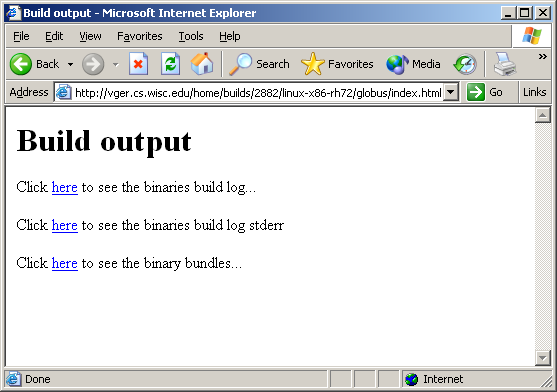 Build output - Microsoft Internet Explorer
File Edit View Favorites Tools Help
Back Search Favorites Media »
Address http://vger.cs.wisc.edu/home/builds/2882/linux-x86-rh72/globus/index.html Go Links
Build output
Click here to see the binaries build log...
Click here to see the binaries build log stderr
Click here to see the binary bundles...
Done Internet